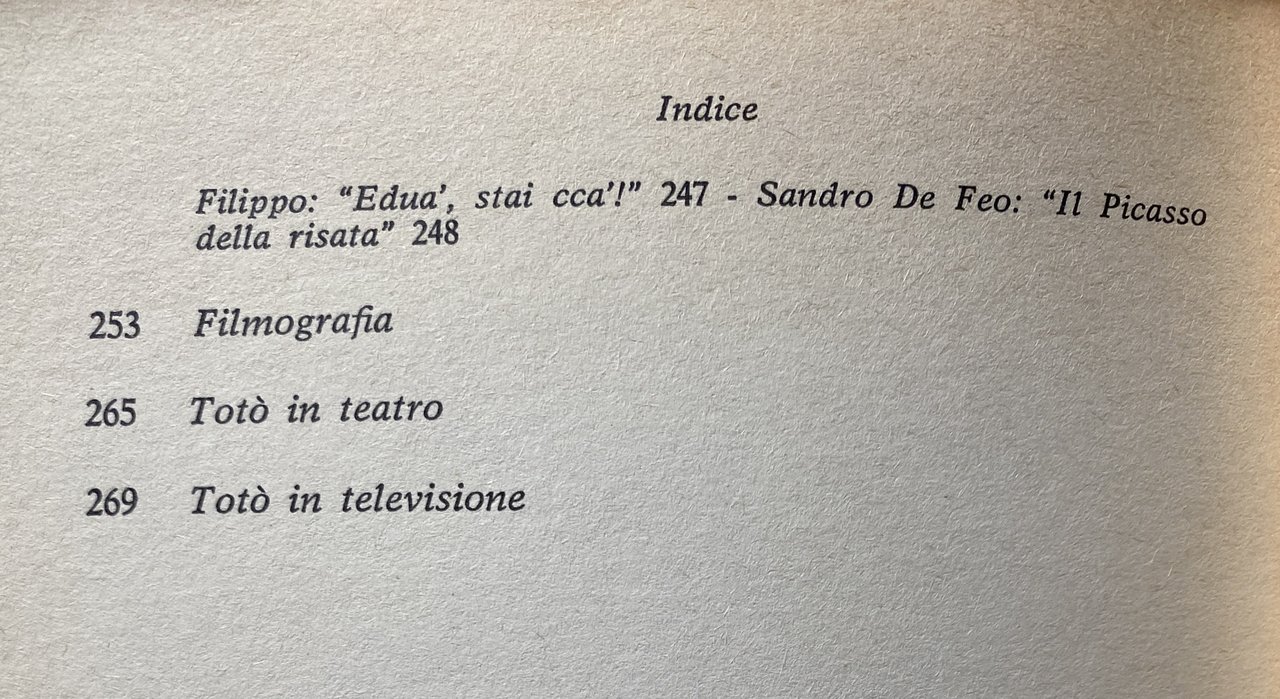 Indice
Filippo: “Edua’, stai cca’!” 247 - Sandro De Feo: “Il Picasso
della risata” 248
253 Filmografia
265 Totò in teatro
269 Totò in televisione